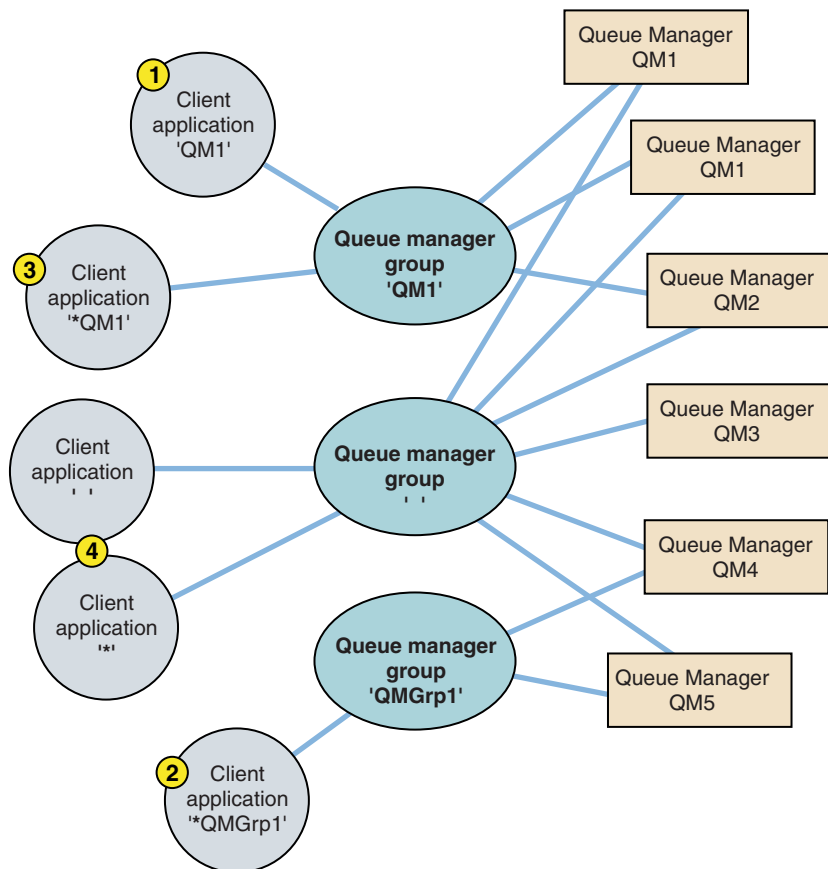 Queue Manager
QM1
1
Client
application
'QM1'
Queue Manager
QM1
Queue manager
group
'QM1'
3
Client
application
'*QM1'
Queue Manager
QM2
Queue Manager
QM3
Client
application
' '
Queue manager
group
' '
4
Client
application
'*'
Queue Manager
QM4
Queue manager
group
'QMGrp1'
Queue Manager
QM5
2
Client
application
'*QMGrp1'